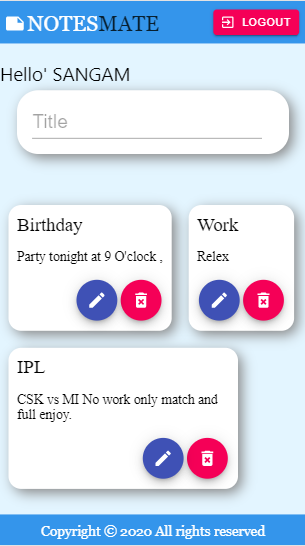 NOTESMATE
LOGOUT
Hello' SANGAM
Title
Birthday
Party tonight at 9 O'clock ,
Work
Relex
IPL
CSK vs MI No work only match and
full enjoy.
Copyright © 2020 All rights reserved